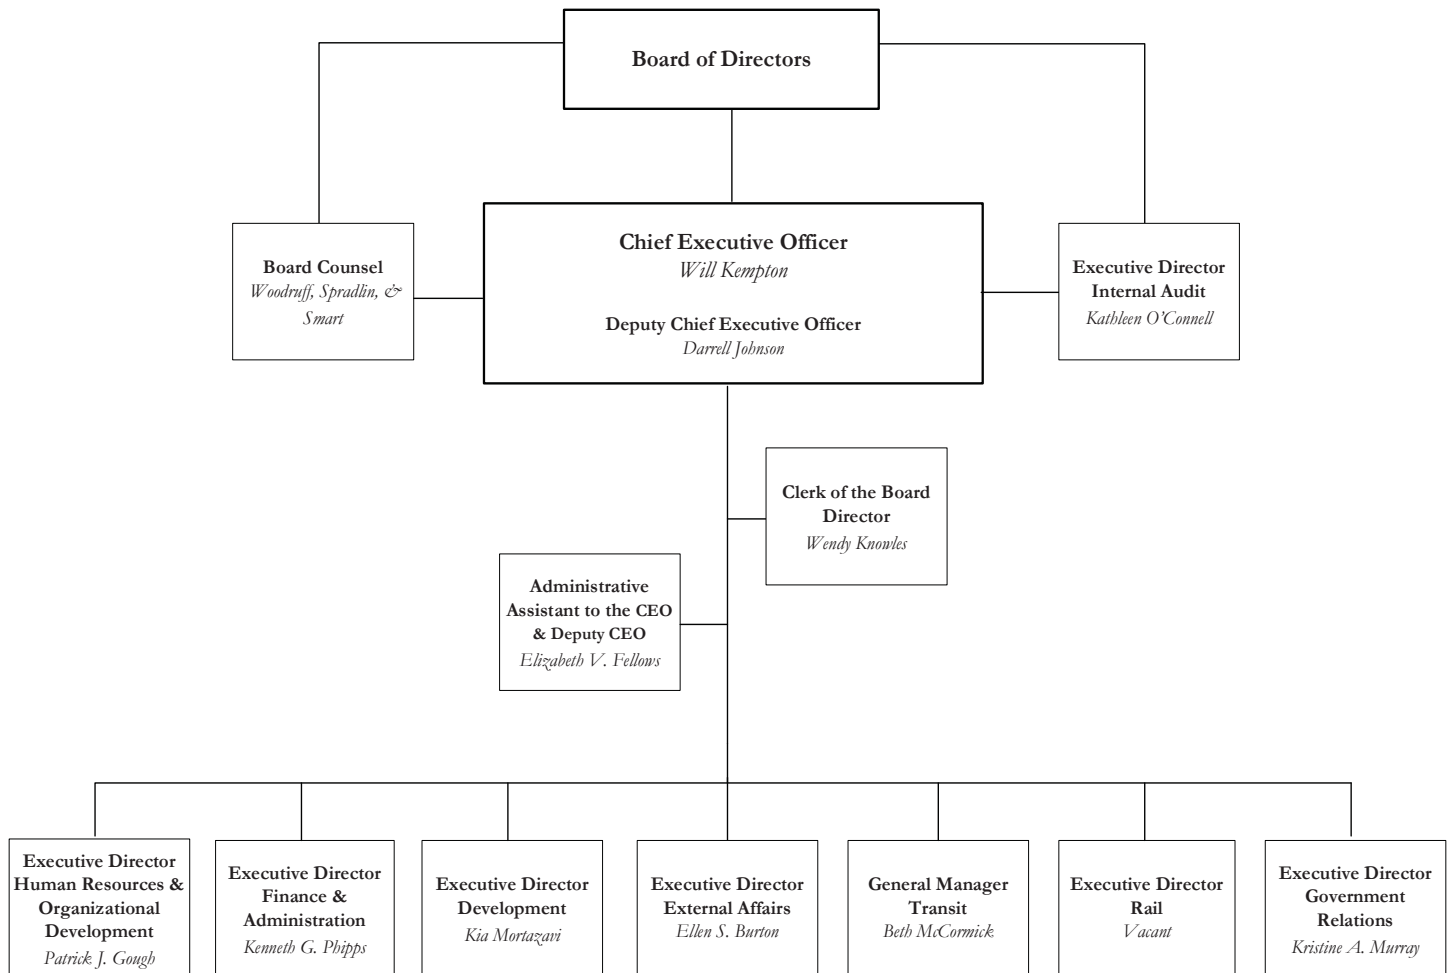 Board of Directors
Chief Executive Officer
Will Kempton
Deputy Chief Executive Officer
Darrell Johnson
Board Counsel
Woodruff, Spradlin, &
Smart
Executive Director
Internal Audit
Kathleen O’Connell
Clerk of the Board
Director
Wendy Knowles
Administrative
Assistant to the CEO
& Deputy CEO
Elizabeth V. Fellows
Executive Director
Human Resources &
Organizational
Development
Patrick J. Gough
Executive Director
Finance &
Administration
Kenneth G. Phipps
Executive Director
Development
Kia Mortazavi
Executive Director
External Affairs
Ellen S. Burton
General Manager
Transit
Beth McCormick
Executive Director
Rail
Vacant
Executive Director
Government
Relations
Kristine A. Murray